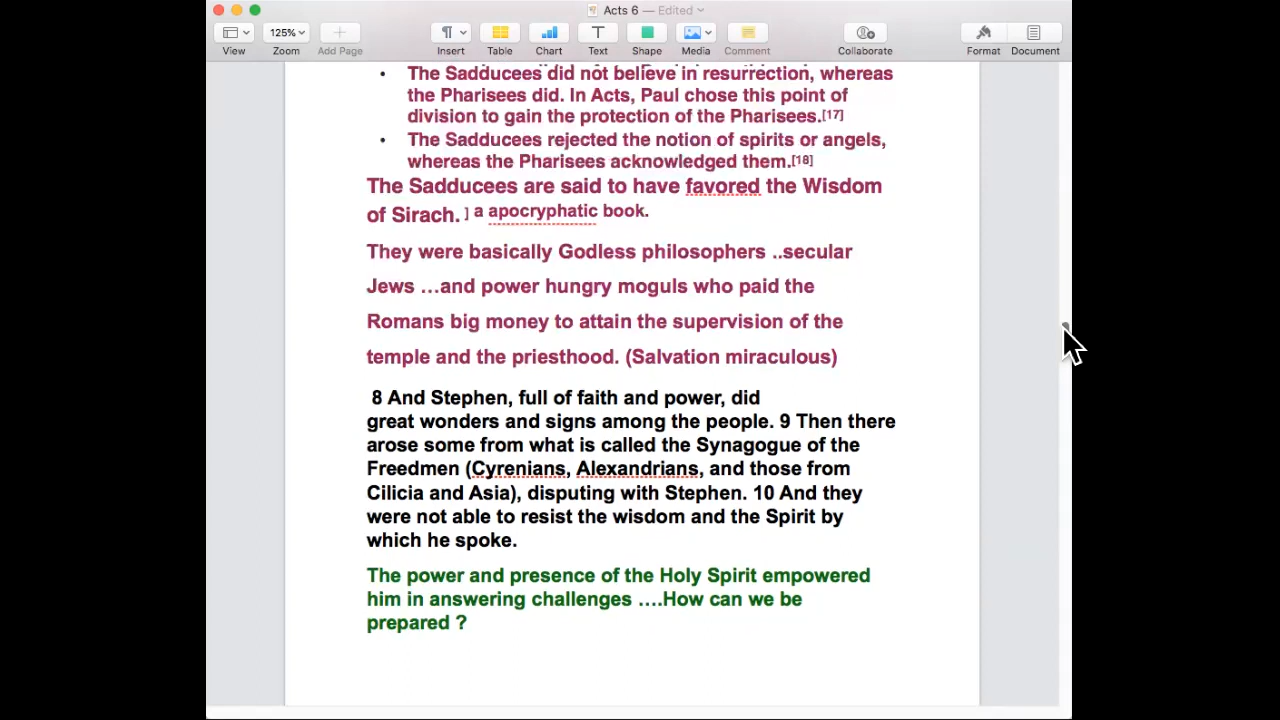 Acts 6 — Edited
125%
View
Zoom
Add Page
Insert
Table
Chart
Text
Shape
Media
Comment
Collaborate
Format
Document
• The Sadducees did not believe in resurrection, whereas
the Pharisees did. In Acts, Paul chose this point of
division to gain the protection of the Pharisees.[17]
• The Sadducees rejected the notion of spirits or angels,
whereas the Pharisees acknowledged them.[18]
The Sadducees are said to have favored the Wisdom
of Sirach. ] a apocryphatic book.
They were basically Godless philosophers ..secular
Jews …and power hungry moguls who paid the
Romans big money to attain the supervision of the
temple and the priesthood. (Salvation miraculous)
8 And Stephen, full of faith and power, did
great wonders and signs among the people. 9 Then there
arose some from what is called the Synagogue of the
Freedmen (Cyrenians, Alexandrians, and those from
Cilicia and Asia), disputing with Stephen. 10 And they
were not able to resist the wisdom and the Spirit by
which he spoke.
The power and presence of the Holy Spirit empowered
him in answering challenges ….How can we be
prepared ?